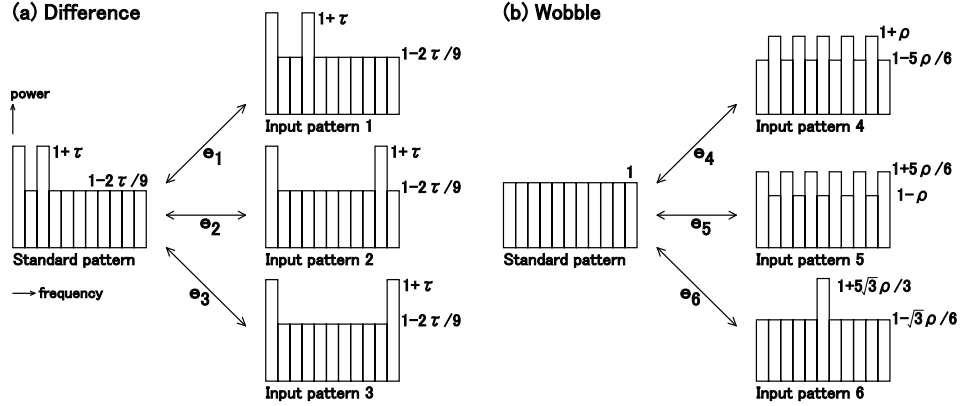 (a) Difference
1+τ
1−2τ/9
power
Input pattern 1
e1
1+τ
1−2τ/9
1+τ
1−2τ/9
e2
Standard pattern
Input pattern 2
frequency
e3
1+τ
1−2τ/9
Input pattern 3
(b) Wobble
1+ρ
1−5ρ/6
Input pattern 4
e4
1
1+5ρ/6
1−ρ
e5
Standard pattern
Input pattern 5
e6
1+5√3ρ/3
1−√3ρ/6
Input pattern 6